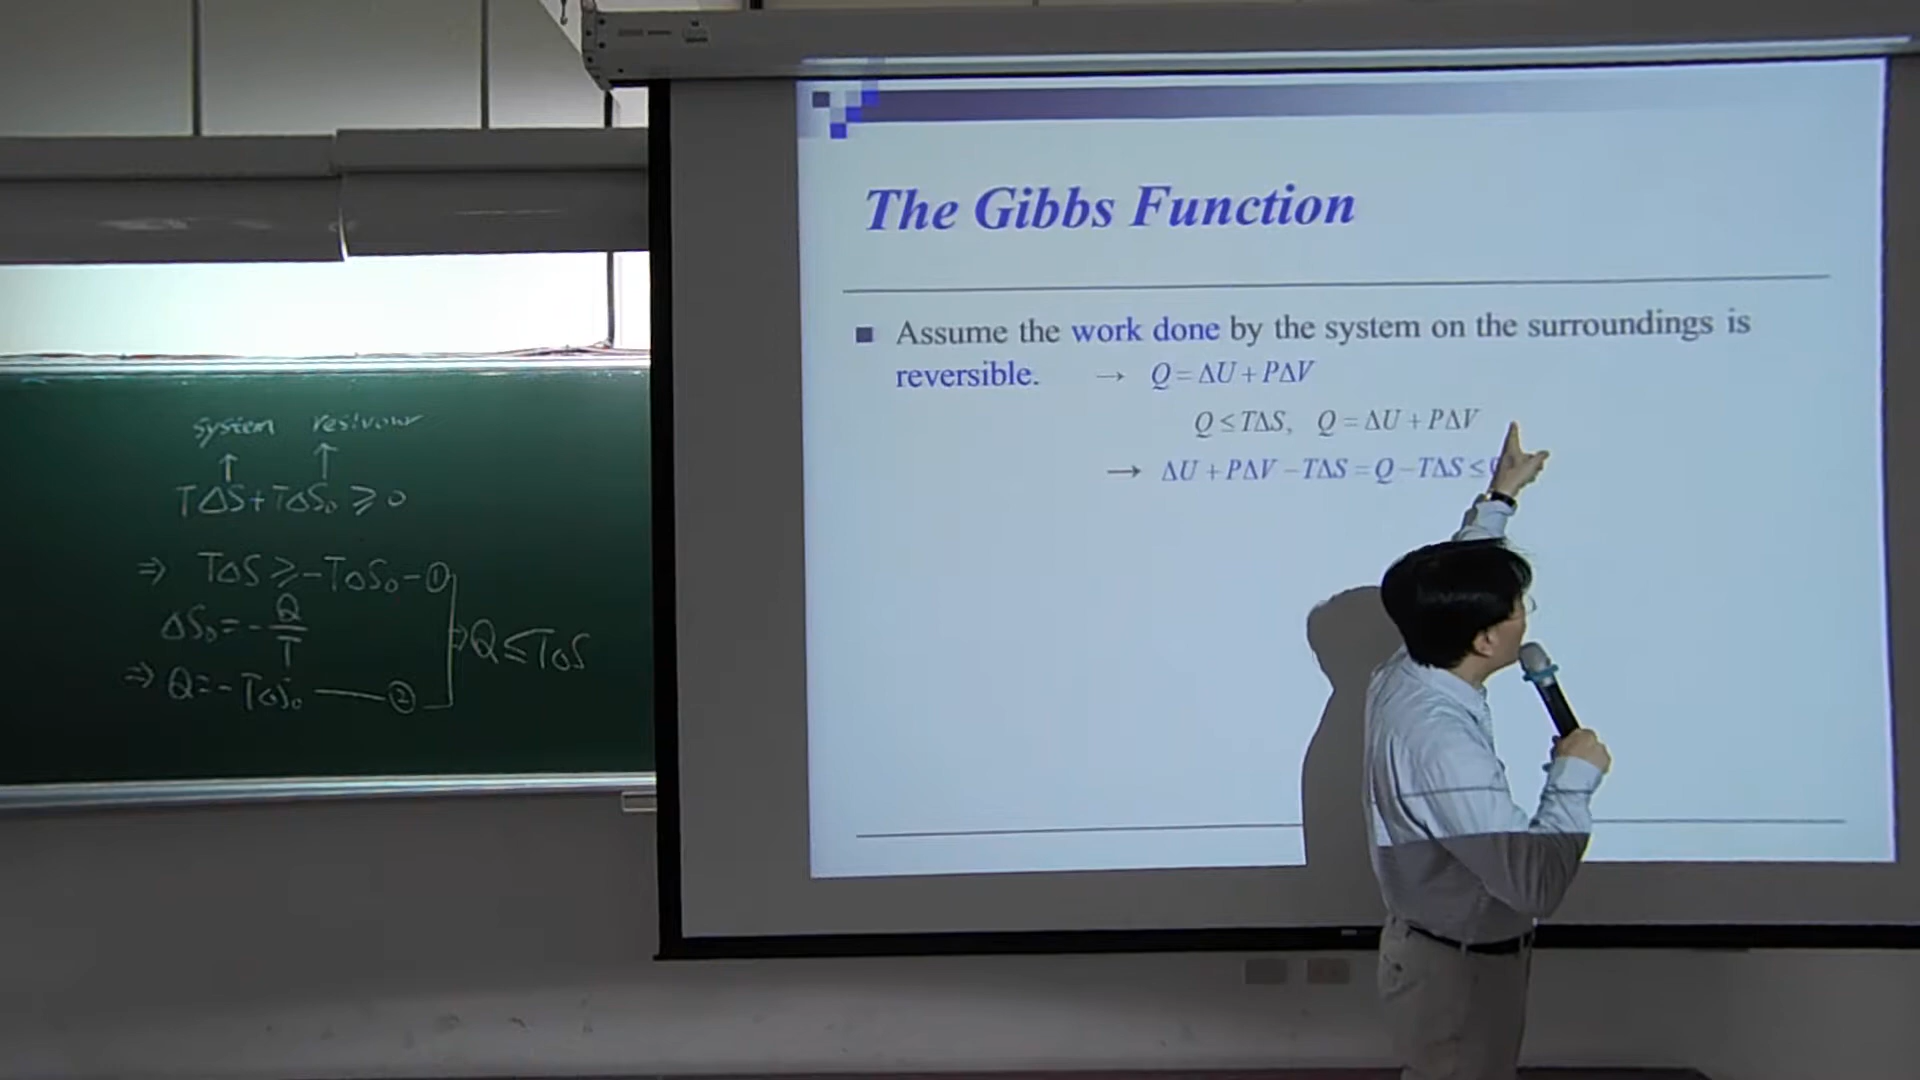 system resivour
↑ ↑
TΔS+TΔS₀ ≥ 0
⇒ TΔS ≥ -TΔS₀ - ①
ΔS₀ = - Q/T
⇒ Q = - TΔS₀ — ②
⇒ Q ≤ TΔS
The Gibbs Function
Assume the work done by the system on the surroundings is
reversible. → Q = ΔU + PΔV
Q ≤ TΔS, Q = ΔU + PΔV
→ ΔU + PΔV − TΔS = Q − TΔS ≤